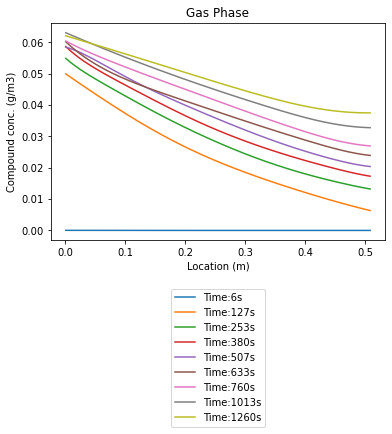 Gas Phase
Compound conc. (g/m3)
0.06
0.05
0.04
0.03
0.02
0.01
0.00
0.0 0.1 0.2 0.3 0.4 0.5
Location (m)
Time:6s
Time:127s
Time:253s
Time:380s
Time:507s
Time:633s
Time:760s
Time:1013s
Time:1260s